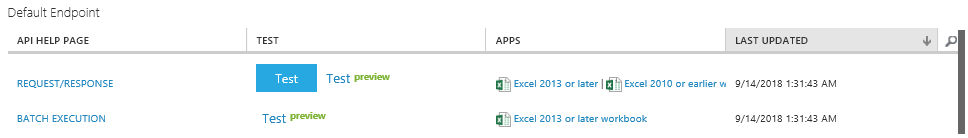 Default Endpoint
API HELP PAGE TEST APPS LAST UPDATED
REQUEST/RESPONSE Test Test preview Excel 2013 or later | Excel 2010 or earlier w 9/14/2018 1:31:43 AM
BATCH EXECUTION Test preview Excel 2013 or later workbook 9/14/2018 1:31:43 AM